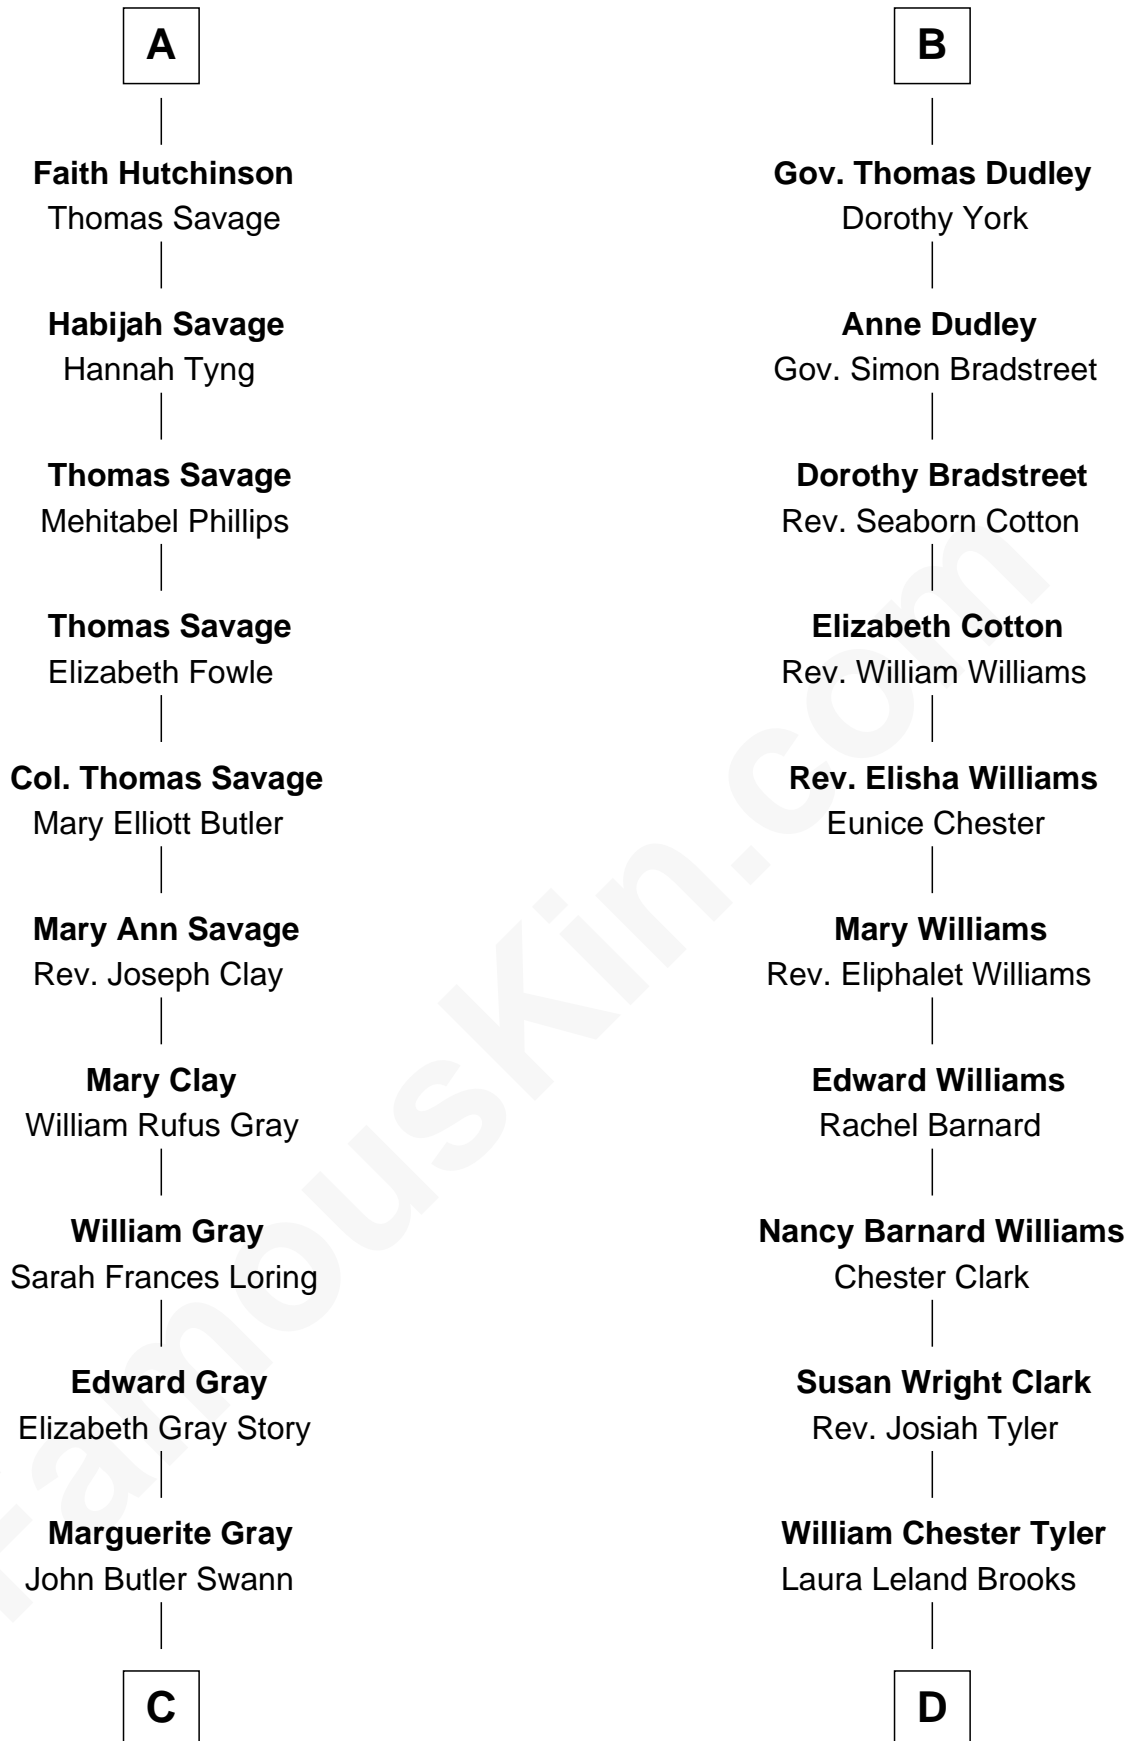 A
Faith Hutchinson
Thomas Savage
Habijah Savage
Hannah Tyng
Thomas Savage
Mehitabel Phillips
Thomas Savage
Elizabeth Fowle
Col. Thomas Savage
Mary Elliott Butler
Mary Ann Savage
Rev. Joseph Clay
Mary Clay
William Rufus Gray
William Gray
Sarah Frances Loring
Edward Gray
Elizabeth Gray Story
Marguerite Gray
John Butler Swann
C
B
Gov. Thomas Dudley
Dorothy York
Anne Dudley
Gov. Simon Bradstreet
Dorothy Bradstreet
Rev. Seaborn Cotton
Elizabeth Cotton
Rev. William Williams
Rev. Elisha Williams
Eunice Chester
Mary Williams
Rev. Eliphalet Williams
Edward Williams
Rachel Barnard
Nancy Barnard Williams
Chester Clark
Susan Wright Clark
Rev. Josiah Tyler
William Chester Tyler
Laura Leland Brooks
D
FamousKin.com